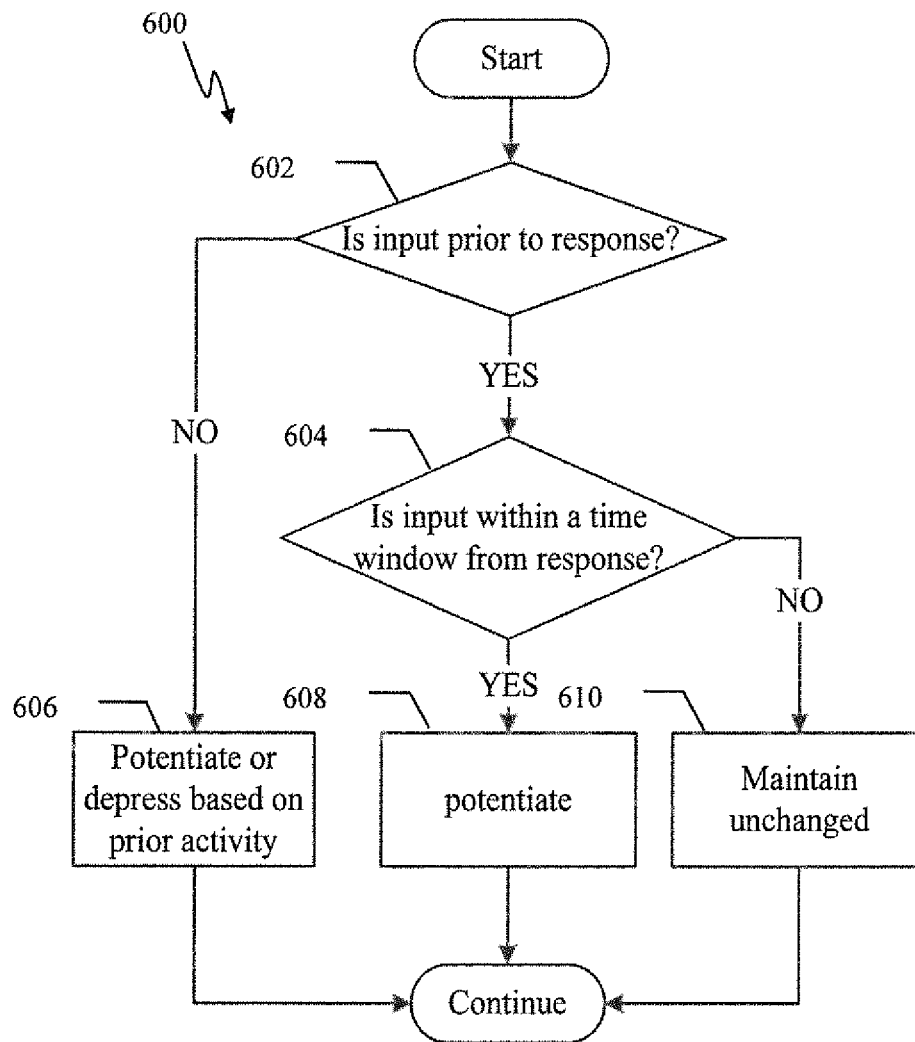 600
Start
602
Is input prior to response?
YES
NO
604
Is input within a time
window from response?
NO
YES
606
608
610
Potentiate or
depress based on
prior activity
potentiate
Maintain
unchanged
Continue